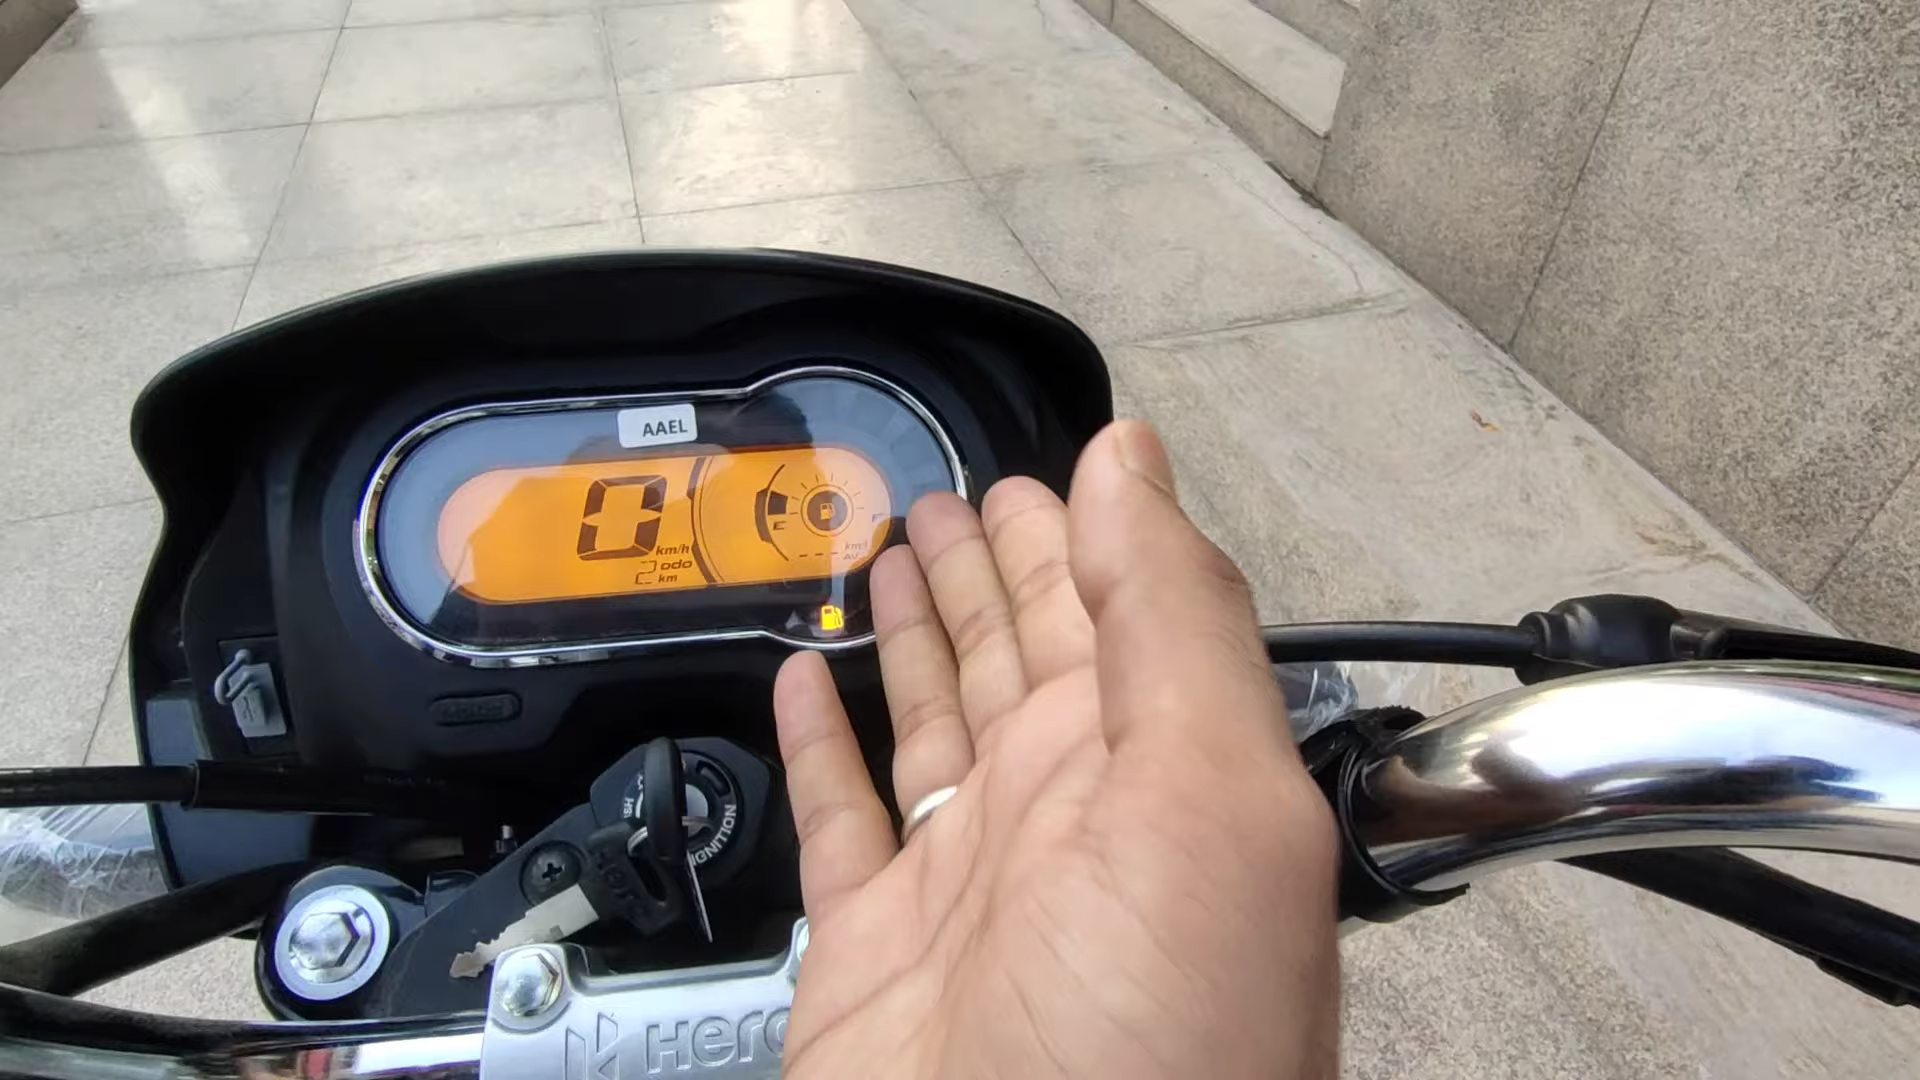 AAEL
0
km/h
2 odo
km
E
F
km/l
AV
IGNITION
Hero